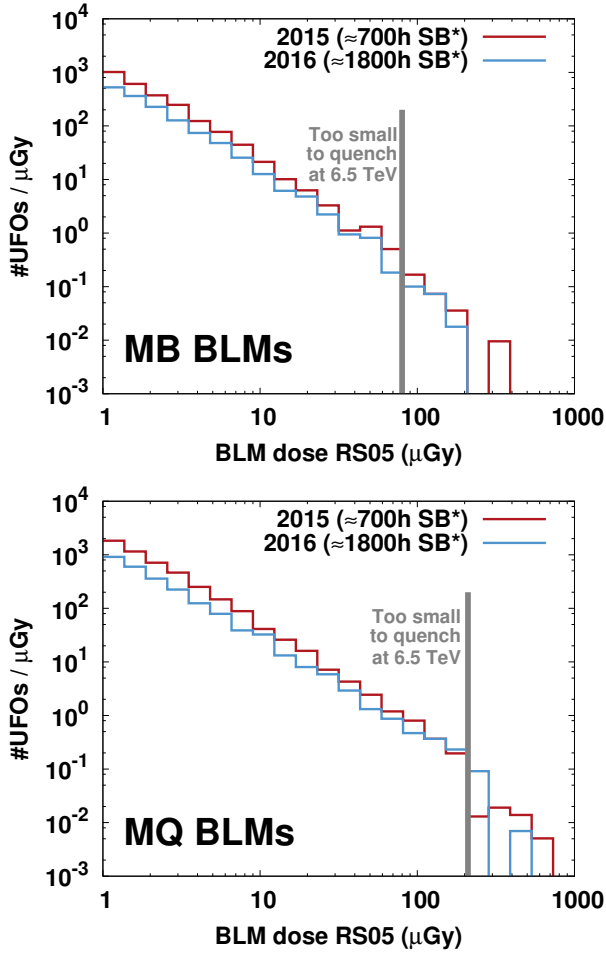 10^4
10^3
10^2
10^1
10^0
10^-1
10^-2
10^-3
#UFOs / μGy
2015 (≈700h SB*)
2016 (≈1800h SB*)
Too small
to quench
at 6.5 TeV
MB BLMs
1 10 100 1000
BLM dose RS05 (μGy)
10^4
10^3
10^2
10^1
10^0
10^-1
10^-2
10^-3
#UFOs / μGy
2015 (≈700h SB*)
2016 (≈1800h SB*)
Too small
to quench
at 6.5 TeV
MQ BLMs
1 10 100 1000
BLM dose RS05 (μGy)